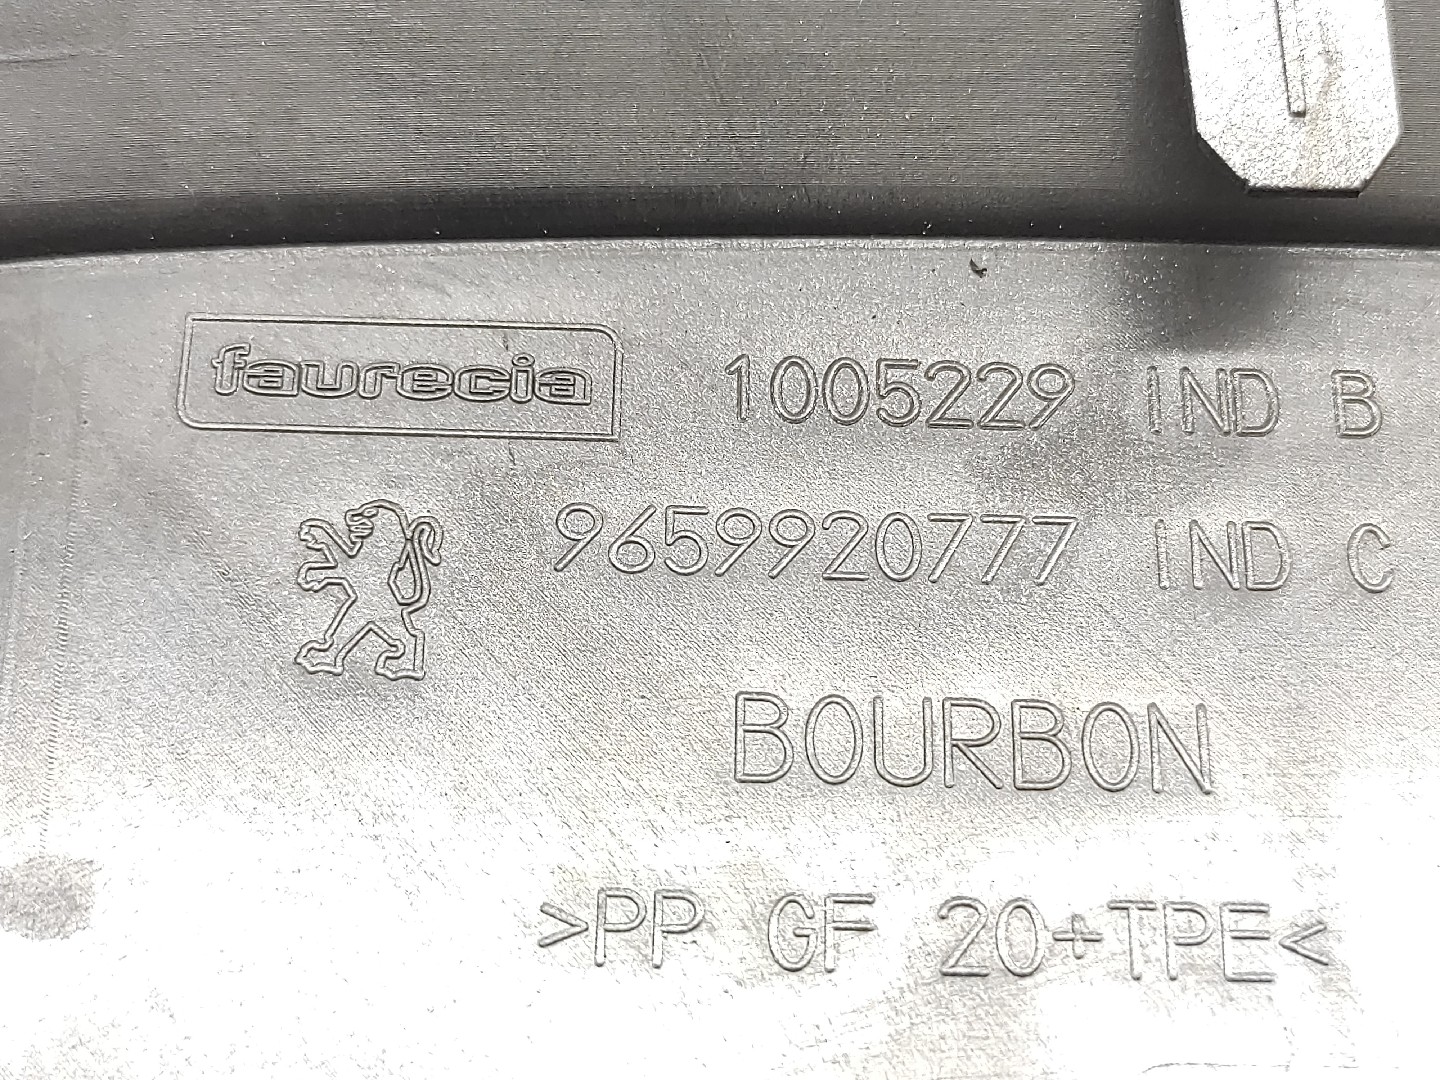 faurecia 1005229 IND B
9659920777 IND C
BOURBON
>PP GF 20+TPE<